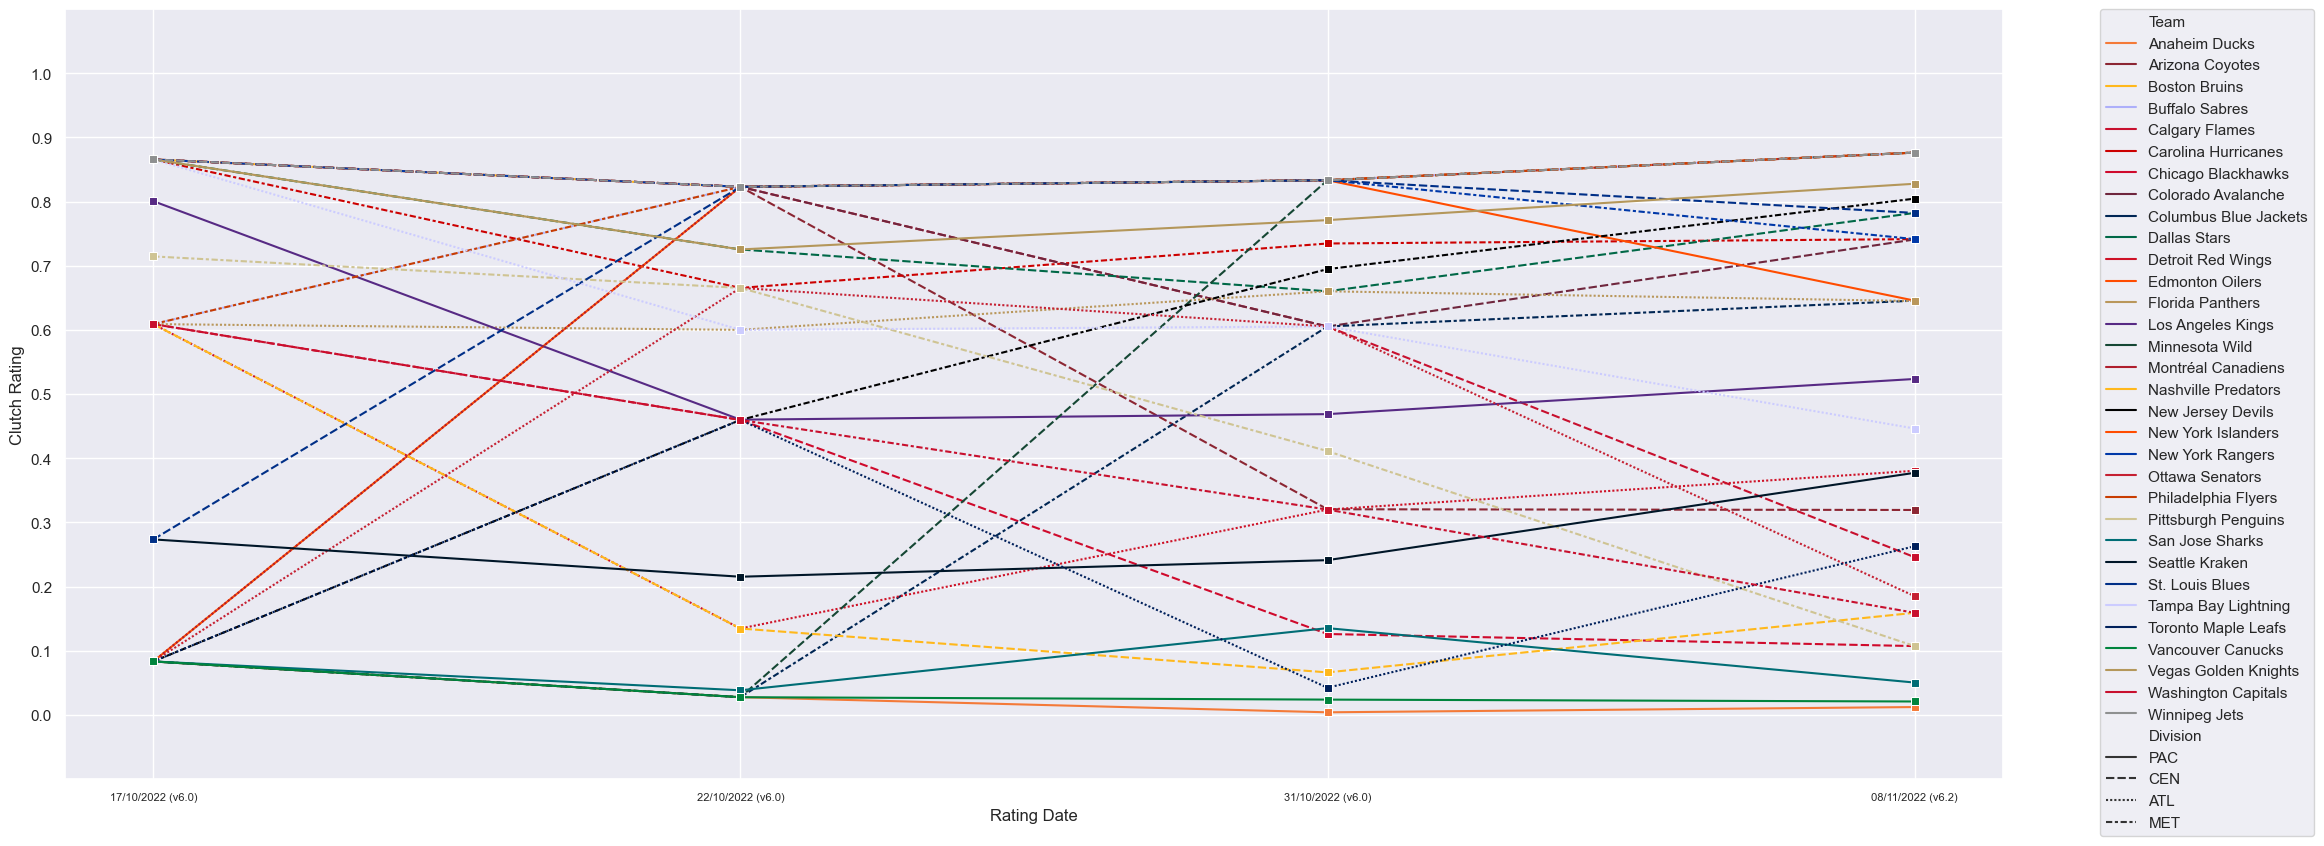 1.0
0.9
0.8
0.7
0.6
0.5
0.4
0.3
0.2
0.1
0.0
Clutch Rating
17/10/2022 (v6.0)
22/10/2022 (v6.0)
31/10/2022 (v6.0)
08/11/2022 (v6.2)
Rating Date
Team
Anaheim Ducks
Arizona Coyotes
Boston Bruins
Buffalo Sabres
Calgary Flames
Carolina Hurricanes
Chicago Blackhawks
Colorado Avalanche
Columbus Blue Jackets
Dallas Stars
Detroit Red Wings
Edmonton Oilers
Florida Panthers
Los Angeles Kings
Minnesota Wild
Montréal Canadiens
Nashville Predators
New Jersey Devils
New York Islanders
New York Rangers
Ottawa Senators
Philadelphia Flyers
Pittsburgh Penguins
San Jose Sharks
Seattle Kraken
St. Louis Blues
Tampa Bay Lightning
Toronto Maple Leafs
Vancouver Canucks
Vegas Golden Knights
Washington Capitals
Winnipeg Jets
Division
PAC
CEN
ATL
MET